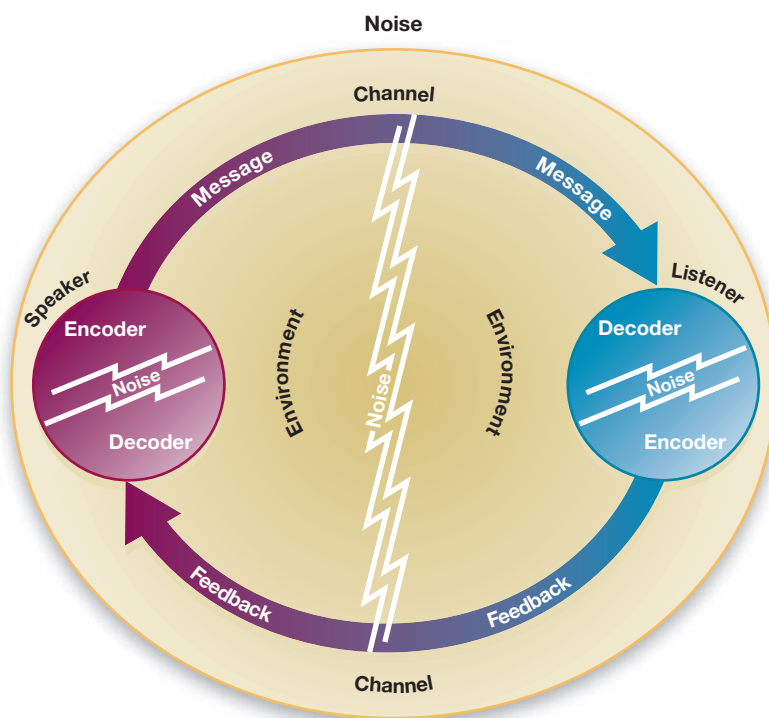 Noise
Channel
Message
Message
Speaker
Listener
Encoder
Noise
Decoder
Environment
Noise
Environment
Decoder
Noise
Encoder
Feedback
Feedback
Channel